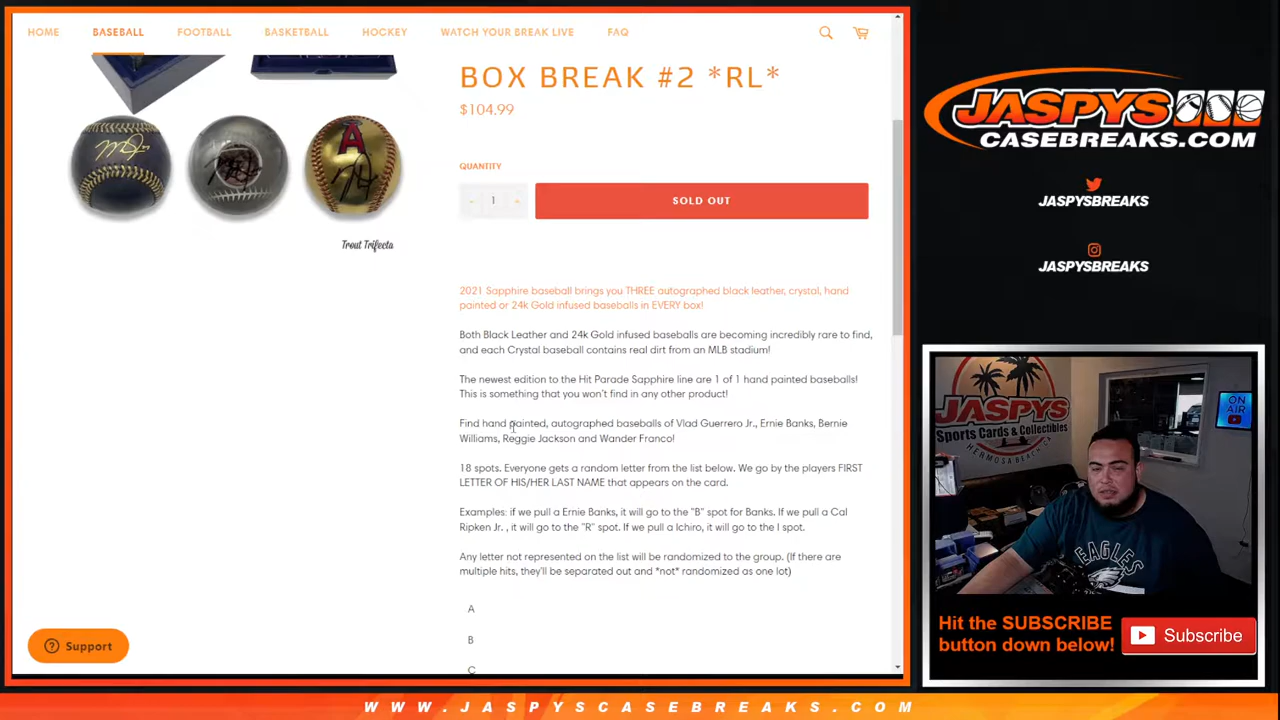 HOME BASEBALL FOOTBALL BASKETBALL HOCKEY WATCH YOUR BREAK LIVE FAQ
BOX BREAK #2 *RL*
$104.99
QUANTITY
- 1 +
SOLD OUT
A
Trout Trifecta
2021 Sapphire baseball brings you THREE autographed black leather, crystal, hand
painted or 24k Gold infused baseballs in EVERY box!
Both Black Leather and 24k Gold infused baseballs are becoming incredibly rare to find,
and each Crystal baseball contains real dirt from an MLB stadium!
The newest edition to the Hit Parade Sapphire line are 1 of 1 hand painted baseballs!
This is something that you won't find in any other product!
Find hand painted, autographed baseballs of Vlad Guerrero Jr., Ernie Banks, Bernie
Williams, Reggie Jackson and Wander Franco!
18 spots. Everyone gets a random letter from the list below. We go by the players FIRST
LETTER OF HIS/HER LAST NAME that appears on the card.
Examples: if we pull a Ernie Banks, it will go to the "B" spot for Banks. If we pull a Cal
Ripken Jr. , it will go to the "R" spot. If we pull a Ichiro, it will go to the I spot.
Any letter not represented on the list will be randomized to the group. (If there are
multiple hits, they'll be separated out and *not* randomized as one lot)
A
B
C
Support
JASPYS
CASEBREAKS.COM
JASPYSBREAKS
JASPYSBREAKS
JASPYS
Sports Cards & Collectibles
HERMOSA BEACH
ON
AIR
EAGLES
Hit the SUBSCRIBE
button down below!
Subscribe
WWW.JASPYSCASEBREAKS.COM